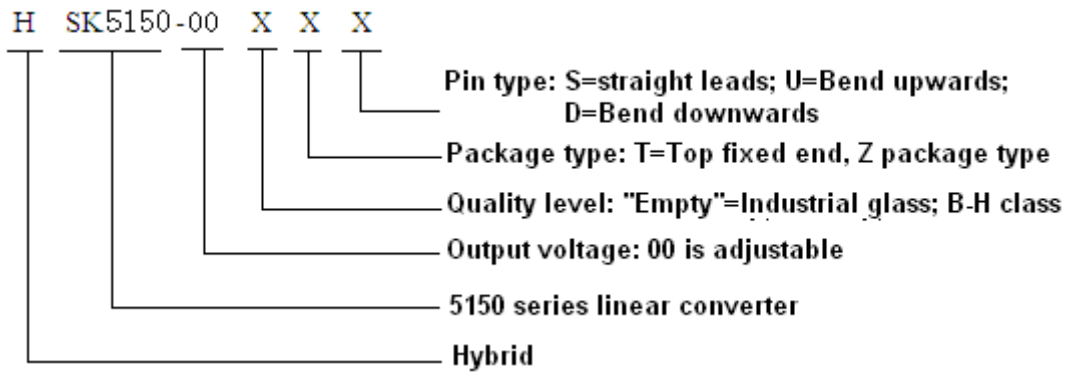 H SK5150-00 X X X
Pin type: S=straight leads; U=Bend upwards;
D=Bend downwards
Package type: T=Top fixed end, Z package type
Quality level: "Empty"=Industrial glass; B-H class
Output voltage: 00 is adjustable
5150 series linear converter
Hybrid